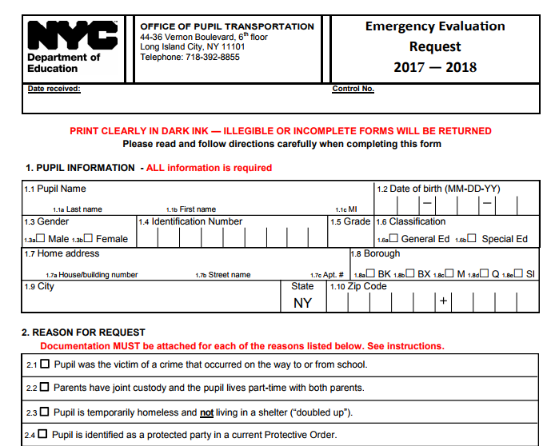 NYC
Department of
Education
OFFICE OF PUPIL TRANSPORTATION
44-36 Vernon Boulevard, 6th floor
Long Island City, NY 11101
Telephone: 718-392-8855
Emergency Evaluation
Request
2017 — 2018
Date received:
Control No.
PRINT CLEARLY IN DARK INK — ILLEGIBLE OR INCOMPLETE FORMS WILL BE RETURNED
Please read and follow directions carefully when completing this form
1. PUPIL INFORMATION - ALL information is required
1.1 Pupil Name
1.2 Date of birth (MM-DD-YY)
1.1a Last name 1.1b First name 1.1c MI
1.3 Gender 1.4 Identification Number 1.5 Grade 1.6 Classification
1.3a Male 1.3b Female 1.6a General Ed 1.6b Special Ed
1.7 Home address 1.8 Borough
1.7a House/building number 1.7b Street name 1.7c Apt. # 1.8a BK 1.8b BX 1.8c M 1.8d Q 1.8e SI
1.9 City State 1.10 Zip Code
NY +
2. REASON FOR REQUEST
Documentation MUST be attached for each of the reasons listed below. See instructions.
2.1 Pupil was the victim of a crime that occurred on the way to or from school.
2.2 Parents have joint custody and the pupil lives part-time with both parents.
2.3 Pupil is temporarily homeless and not living in a shelter ("doubled up").
2.4 Pupil is identified as a protected party in a current Protective Order.